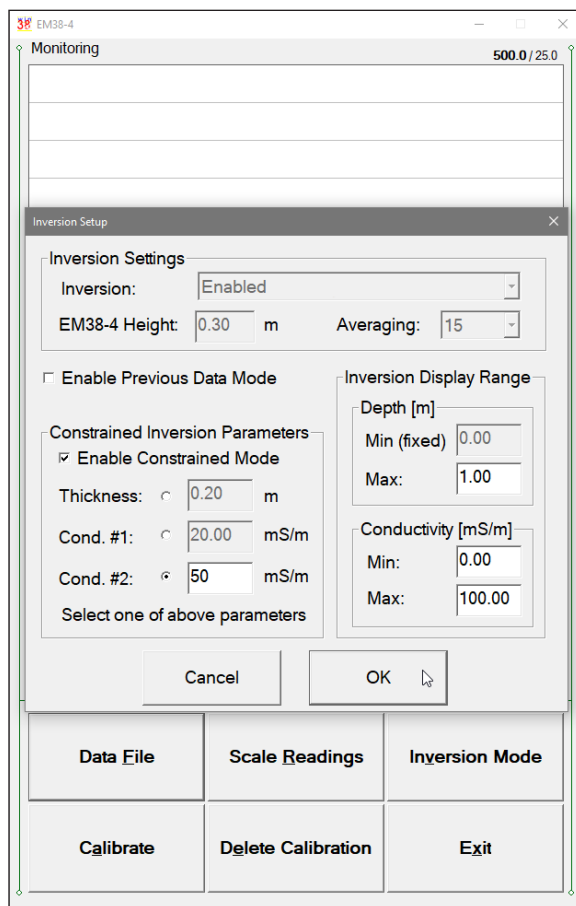 38 EM38-4
Monitoring
500.0 / 25.0
Inversion Setup
Inversion Settings
Inversion: Enabled
EM38-4 Height: 0.30 m Averaging: 15
Enable Previous Data Mode
Inversion Display Range
Depth [m]
Min (fixed) 0.00
Max: 1.00
Constrained Inversion Parameters
Enable Constrained Mode
Thickness: 0.20 m
Cond. #1: 20.00 mS/m
Cond. #2: 50 mS/m
Select one of above parameters
Conductivity [mS/m]
Min: 0.00
Max: 100.00
Cancel
OK
Data File
Scale Readings
Inversion Mode
Calibrate
Delete Calibration
Exit